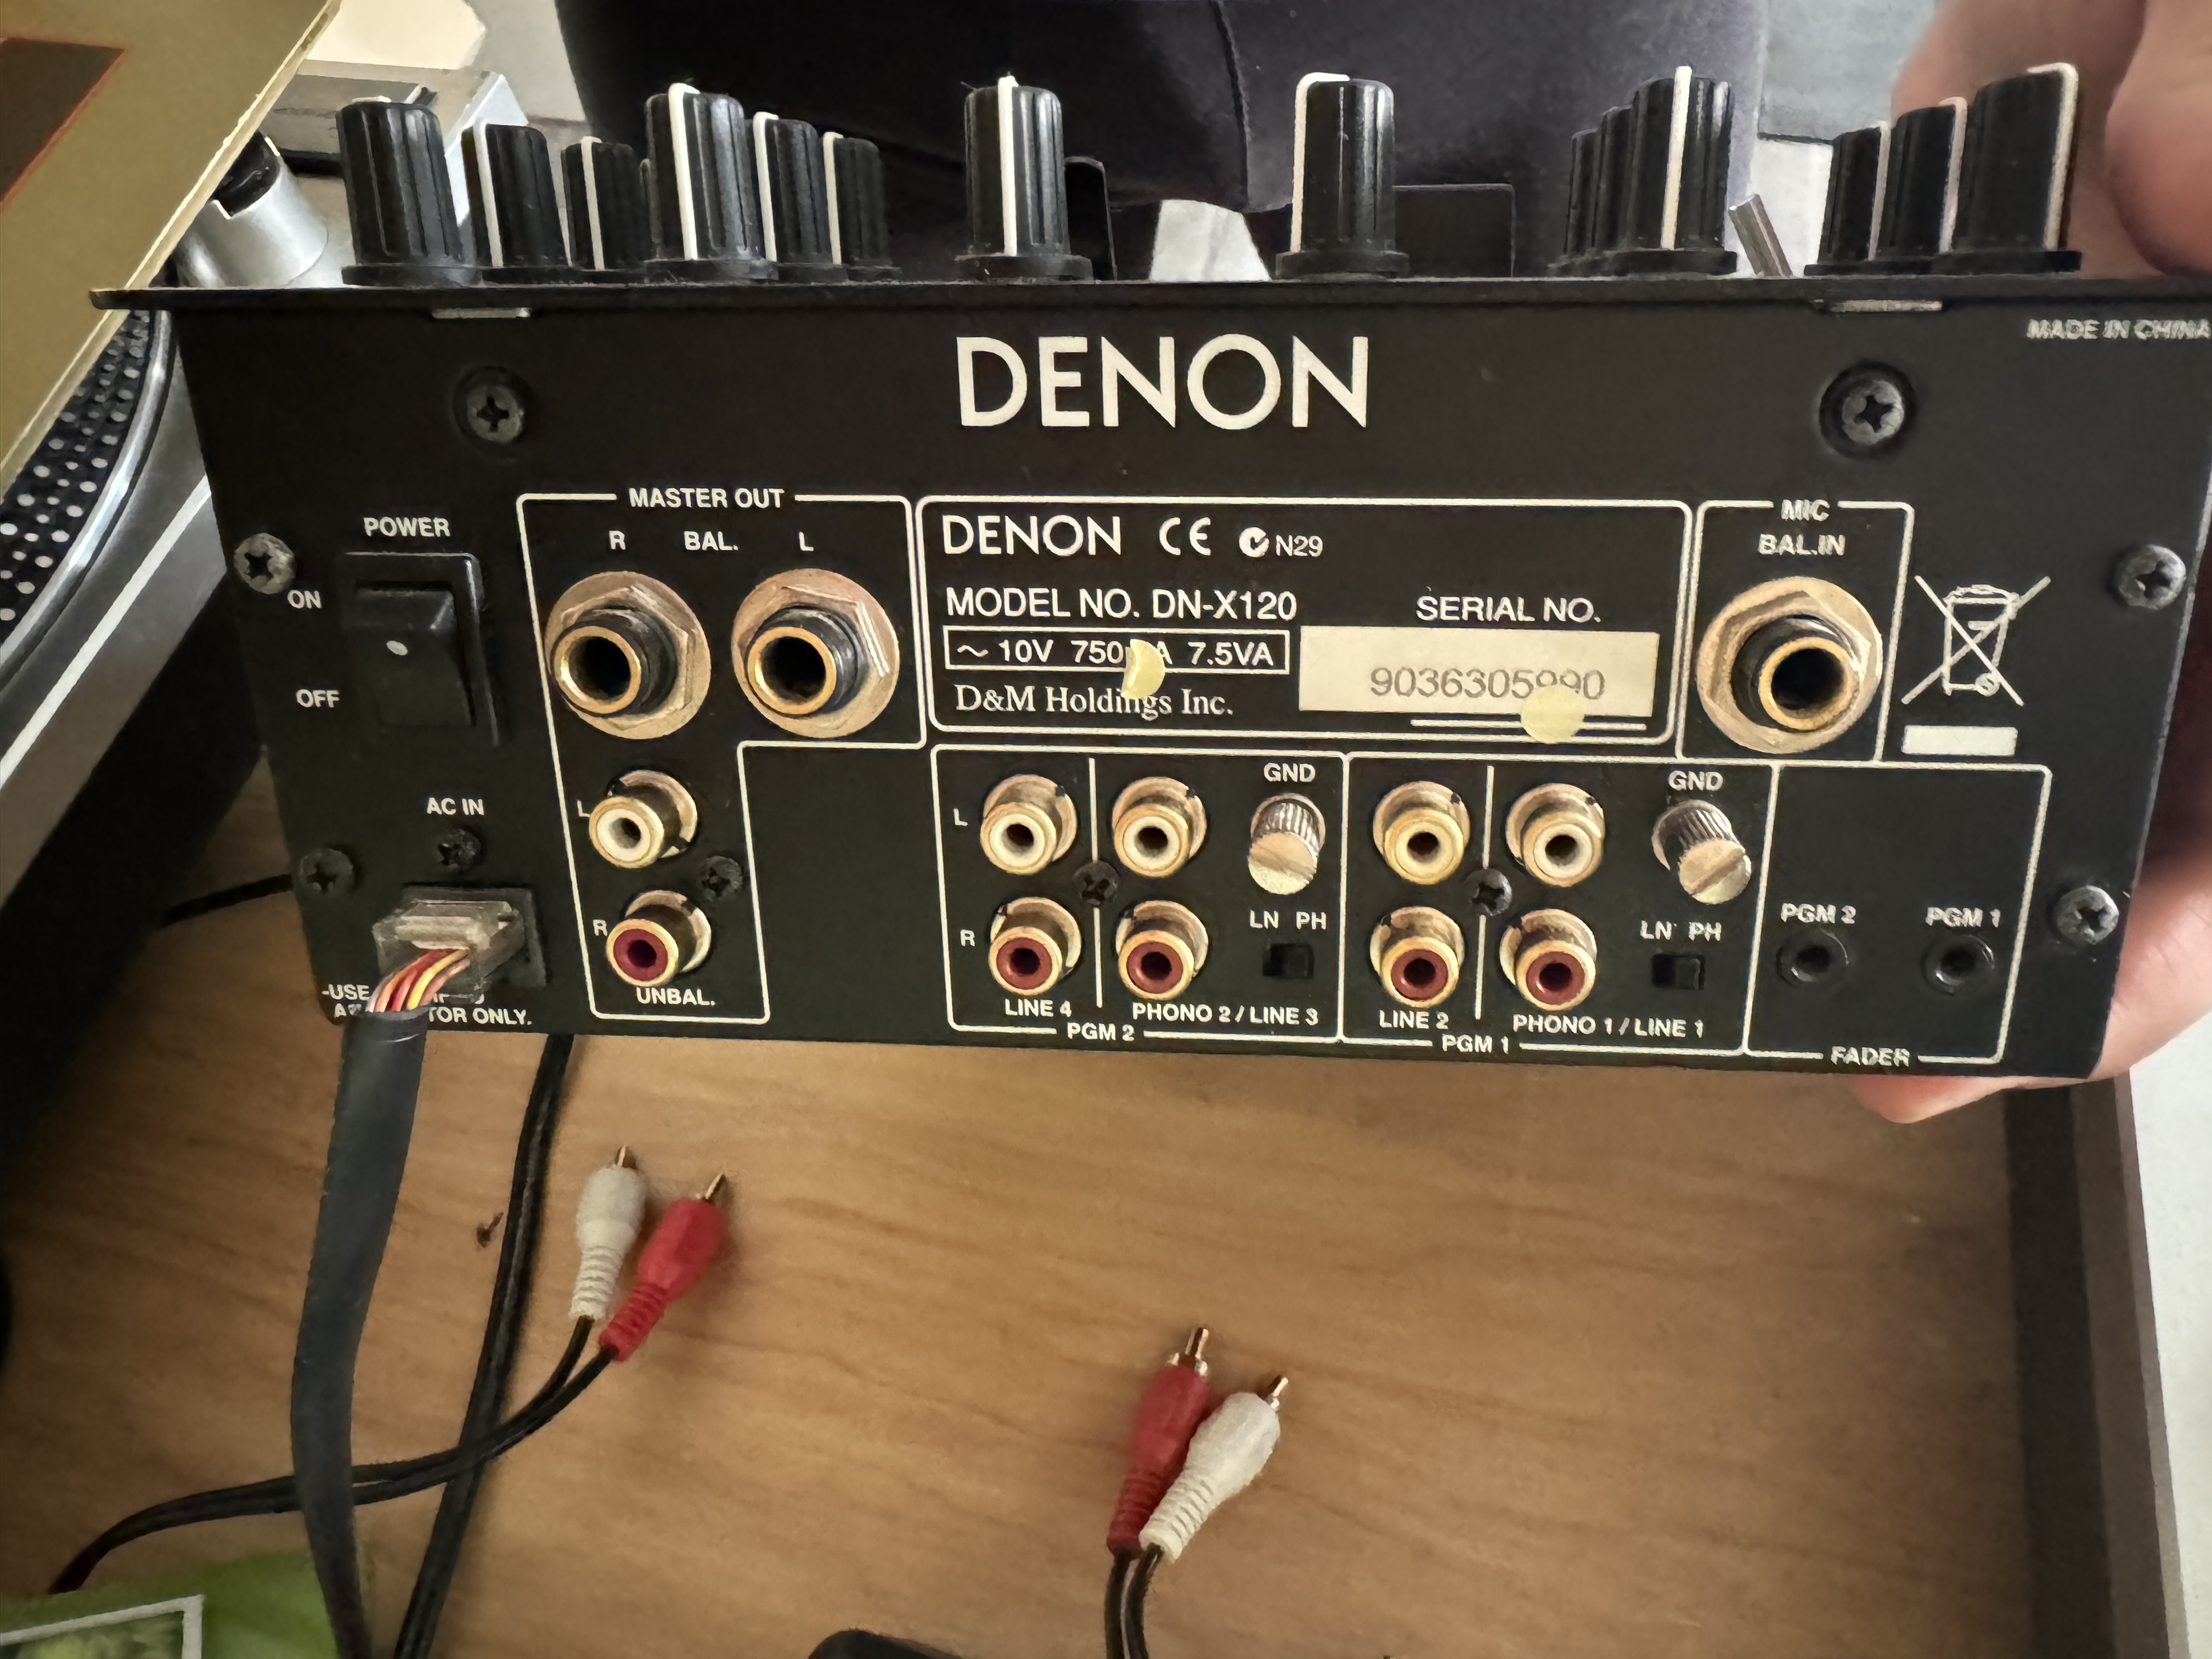 MADE IN CHINA
DENON
POWER
ON
OFF
AC IN
-USE
TOR ONLY.
MASTER OUT
R BAL. L
L
R
UNBAL.
DENON CE N29
MODEL NO. DN-X120
SERIAL NO.
~ 10V 7.5VA
D&M Holdings Inc.
MIC
BAL.IN
L
R
GND
LN PH
LINE 4
PHONO 2 / LINE 3
PGM 2
GND
LN PH
LINE 2
PHONO 1 / LINE 1
PGM 1
PGM 2
PGM 1
FADER